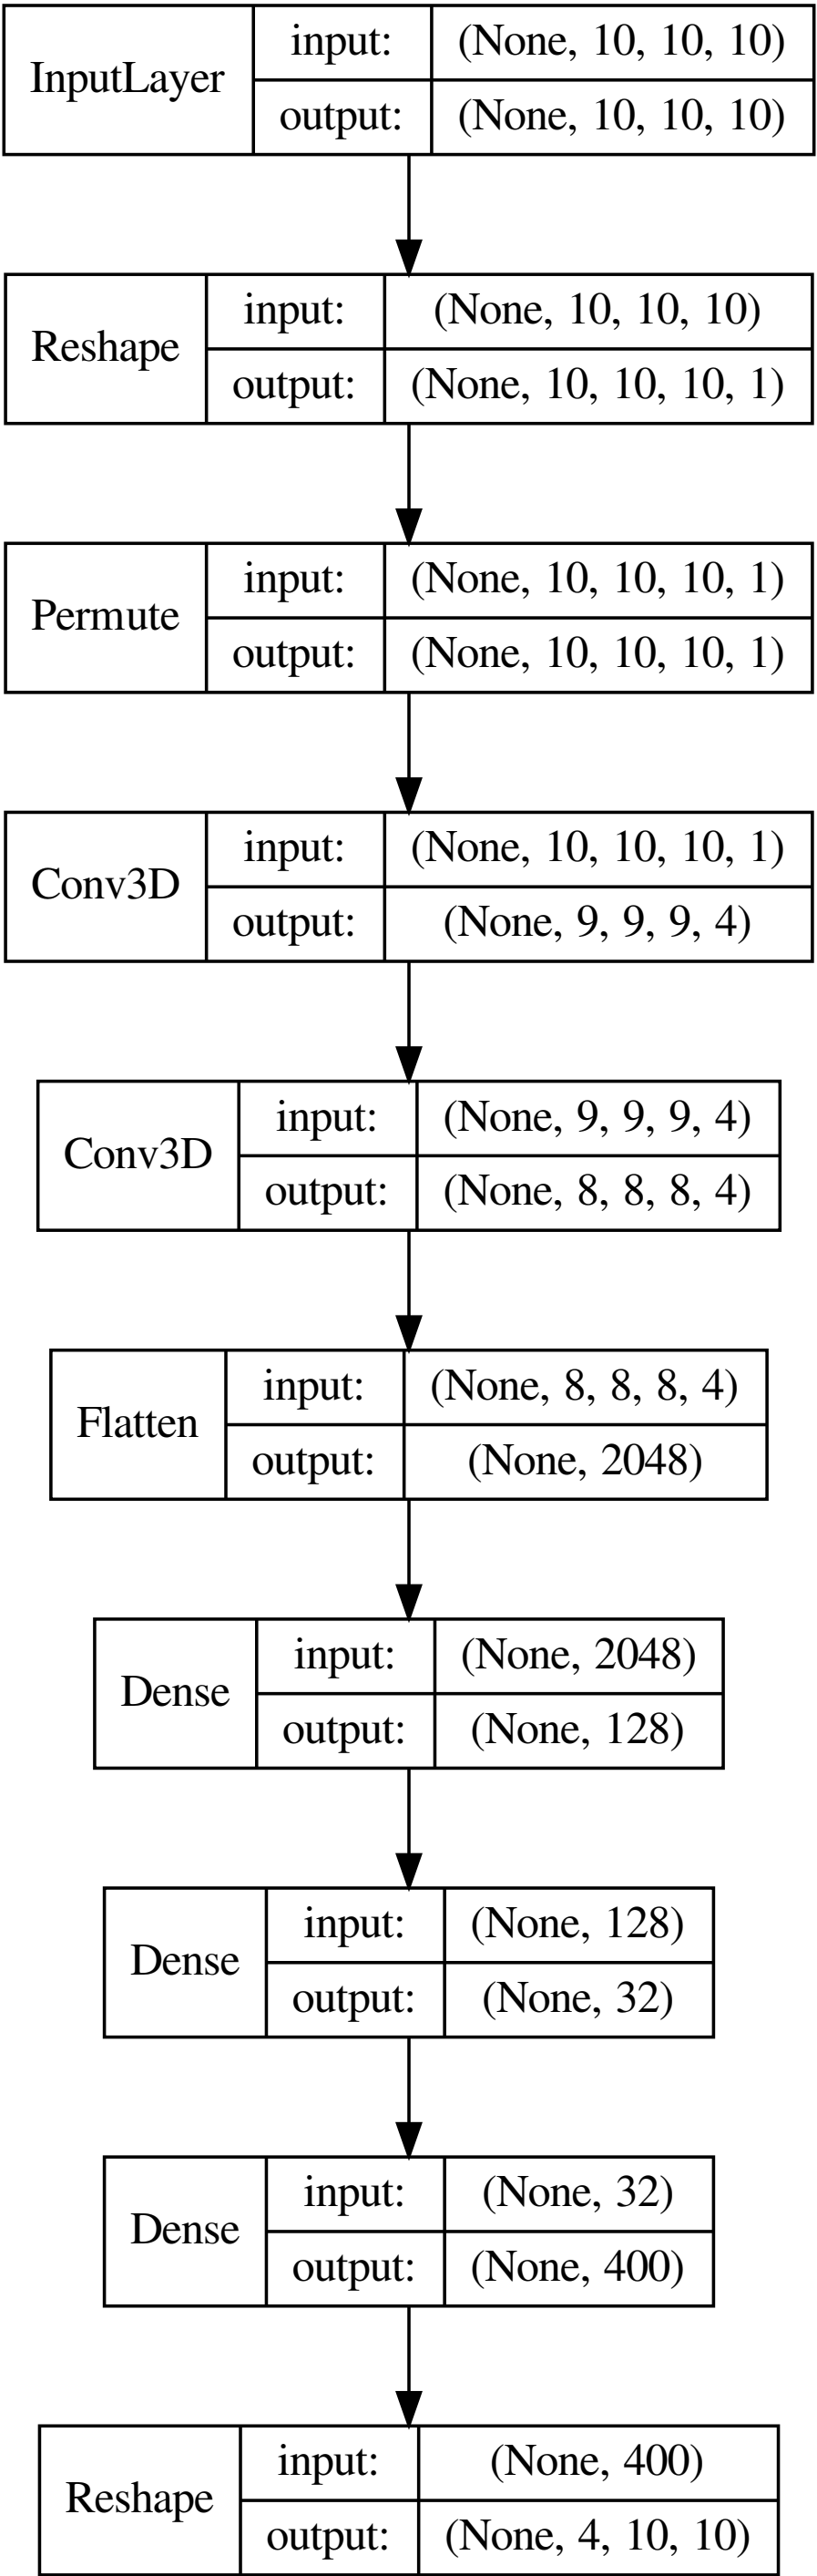 InputLayer
input: (None, 10, 10, 10)
output: (None, 10, 10, 10)
Reshape
input: (None, 10, 10, 10)
output: (None, 10, 10, 10, 1)
Permute
input: (None, 10, 10, 10, 1)
output: (None, 10, 10, 10, 1)
Conv3D
input: (None, 10, 10, 10, 1)
output: (None, 9, 9, 9, 4)
Conv3D
input: (None, 9, 9, 9, 4)
output: (None, 8, 8, 8, 4)
Flatten
input: (None, 8, 8, 8, 4)
output: (None, 2048)
Dense
input: (None, 2048)
output: (None, 128)
Dense
input: (None, 128)
output: (None, 32)
Dense
input: (None, 32)
output: (None, 400)
Reshape
input: (None, 400)
output: (None, 4, 10, 10)